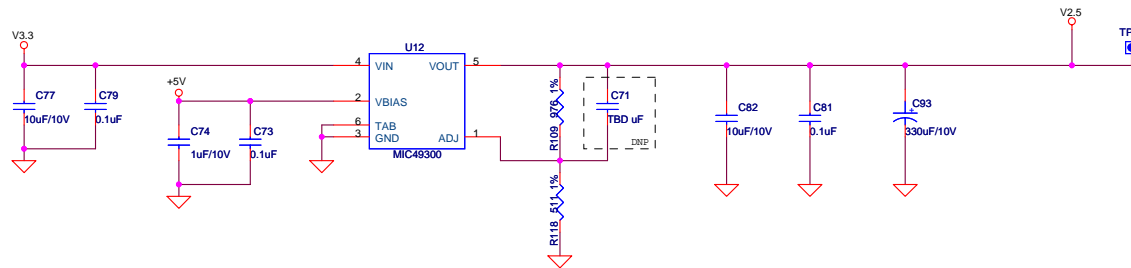 V3.3
C77
10uF/10V
C79
0.1uF
+5V
C74
1uF/10V
C73
0.1uF
U12
4 VIN VOUT 5
2 VBIAS
6 TAB
3 GND ADJ 1
MIC49300
R109 976 1%
C71
TBD uF
DNP
R118 511 1%
C82
10uF/10V
C81
0.1uF
C93
330uF/10V
V2.5
TP